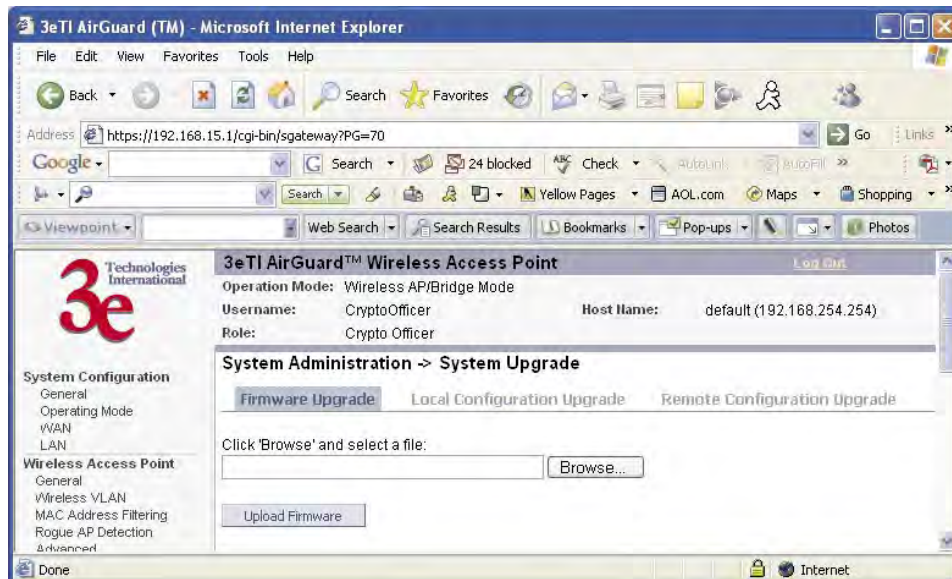 3eTI AirGuard (TM) - Microsoft Internet Explorer
File Edit View Favorites Tools Help
Back Search Favorites
Address https://192.168.15.1/cgi-bin/sgateway?PG=70 Go Links »
Google Search 24 blocked ABC Check AutoLink AutoFill »
Search Yellow Pages AOL.com Maps Shopping »
Viewpoint Web Search Search Results Bookmarks Pop-ups Photos
3e Technologies International
3eTI AirGuard™ Wireless Access Point Log Out
Operation Mode: Wireless AP/Bridge Mode
Username: CryptoOfficer Host Name: default (192.168.254.254)
Role: Crypto Officer
System Configuration
General
Operating Mode
WAN
LAN
Wireless Access Point
General
Wireless VLAN
MAC Address Filtering
Rogue AP Detection
Advanced
System Administration -> System Upgrade
Firmware Upgrade Local Configuration Upgrade Remote Configuration Upgrade
Click 'Browse' and select a file:
Browse...
Upload Firmware
Done Internet